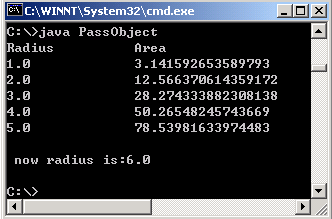 C:\WINNT\System32\cmd.exe
C:\>java PassObject
Radius Area
1.0 3.141592653589793
2.0 12.566370614359172
3.0 28.274333882308138
4.0 50.26548245743669
5.0 78.53981633974483
now radius is:6.0
C:\>